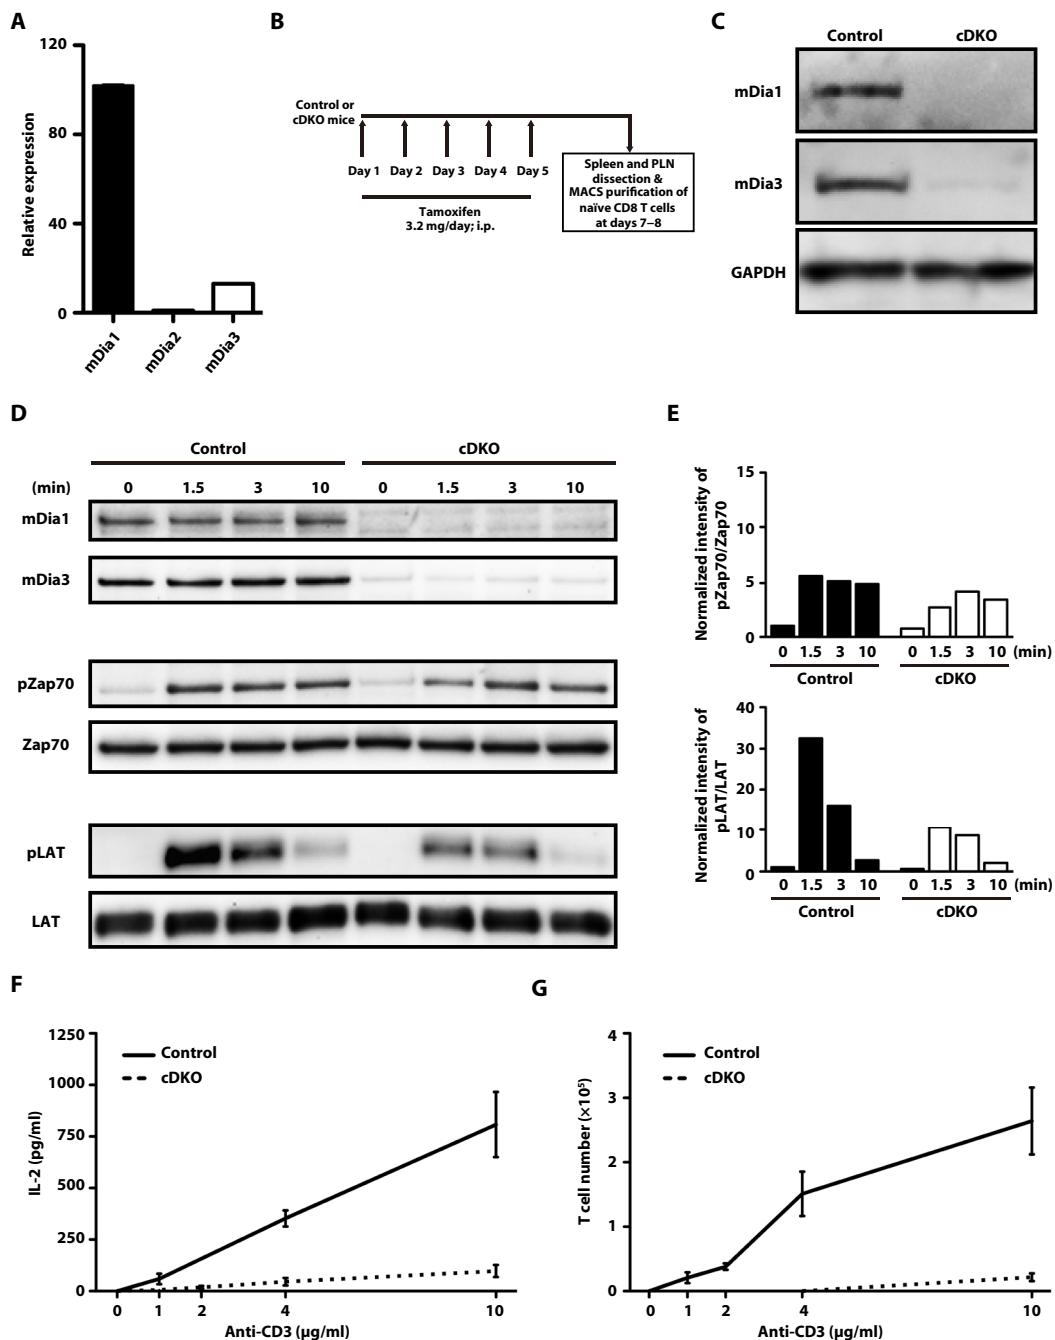 A
120
80
40
0
Relative expression
mDia1
mDia2
mDia3
B
Control or
cDKO mice
Day 1 Day 2 Day 3 Day 4 Day 5
Tamoxifen
3.2 mg/day; i.p.
Spleen and PLN
dissection &
MACS purification of
naïve CD8 T cells
at days 7–8
C
Control cDKO
mDia1
mDia3
GAPDH
D
Control cDKO
(min) 0 1.5 3 10 0 1.5 3 10
mDia1
mDia3
pZap70
Zap70
pLAT
LAT
E
Normalized intensity of
pZap70/Zap70
15
10
5
0
0 1.5 3 10 0 1.5 3 10 (min)
Control cDKO
Normalized intensity of
pLAT/LAT
40
30
20
10
0
0 1.5 3 10 0 1.5 3 10 (min)
Control cDKO
F
IL-2 (pg/ml)
1250
1000
750
500
250
0
Control
cDKO
0 1 2 4 10
Anti-CD3 (µg/ml)
G
T cell number (×10⁵)
4
3
2
1
0
Control
cDKO
0 1 2 4 10
Anti-CD3 (µg/ml)